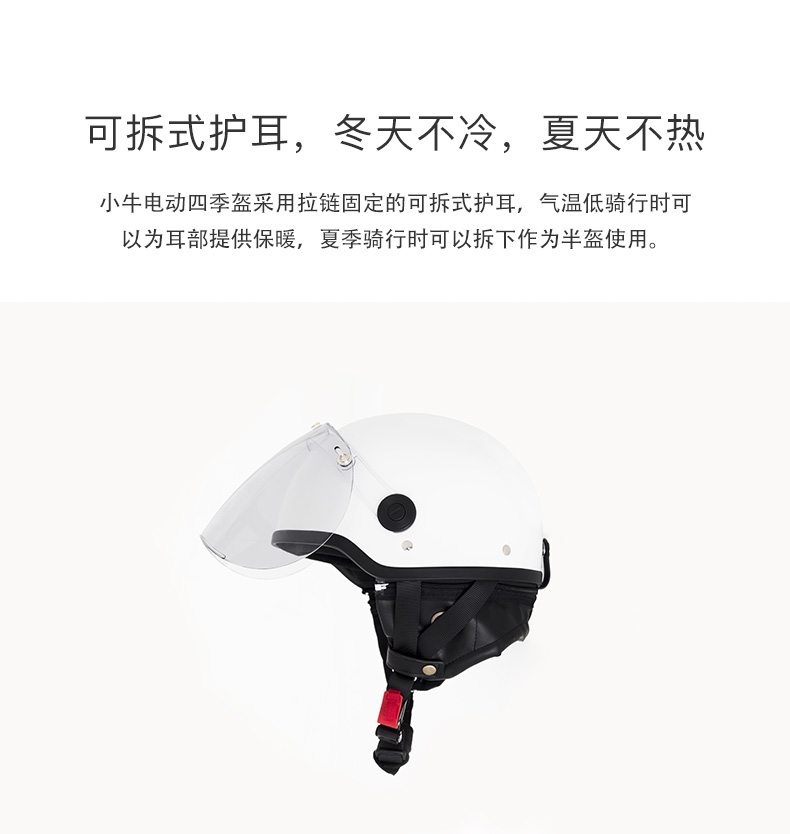 可拆式护耳，冬天不冷，夏天不热
小牛电动四季盔采用拉链固定的可拆式护耳，气温低骑行时可
以为耳部提供保暖，夏季骑行时可以拆下作为半盔使用。